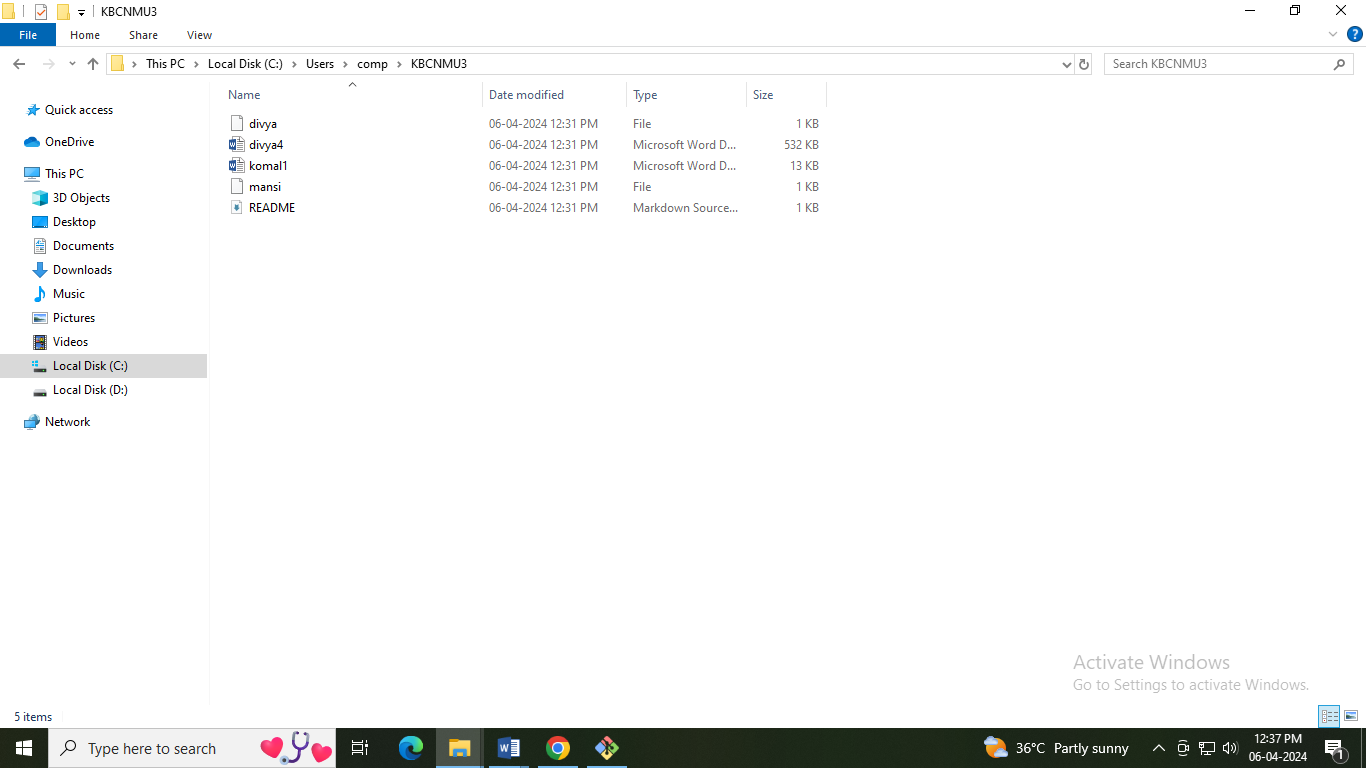 KBCNMU3
File Home Share View
This PC Local Disk (C:) Users comp KBCNMU3 Search KBCNMU3
Name Date modified Type Size
Quick access
OneDrive
This PC
3D Objects
Desktop
Documents
Downloads
Music
Pictures
Videos
Local Disk (C:)
Local Disk (D:)
Network
divya 06-04-2024 12:31 PM File 1 KB
divya4 06-04-2024 12:31 PM Microsoft Word D... 532 KB
komal1 06-04-2024 12:31 PM Microsoft Word D... 13 KB
mansi 06-04-2024 12:31 PM File 1 KB
README 06-04-2024 12:31 PM Markdown Source... 1 KB
Activate Windows
Go to Settings to activate Windows.
5 items
Type here to search
36°C Partly sunny
12:37 PM
06-04-2024
1